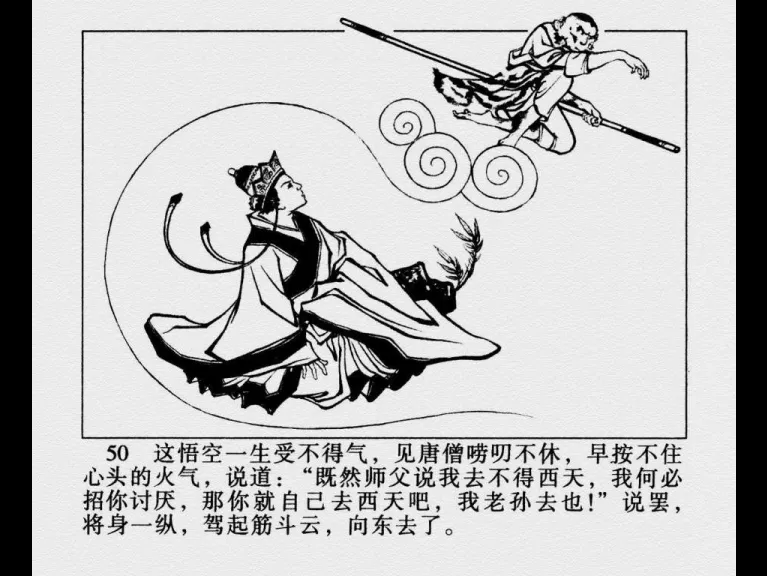 50 这悟空一生受不得气，见唐僧唠叨不休，早按不住
心头的火气，说道：“既然师父说我去不得西天，我何必
招你讨厌，那你就自己去西天吧，我老孙去也!”说罢，
将身一纵，驾起筋斗云，向东去了。